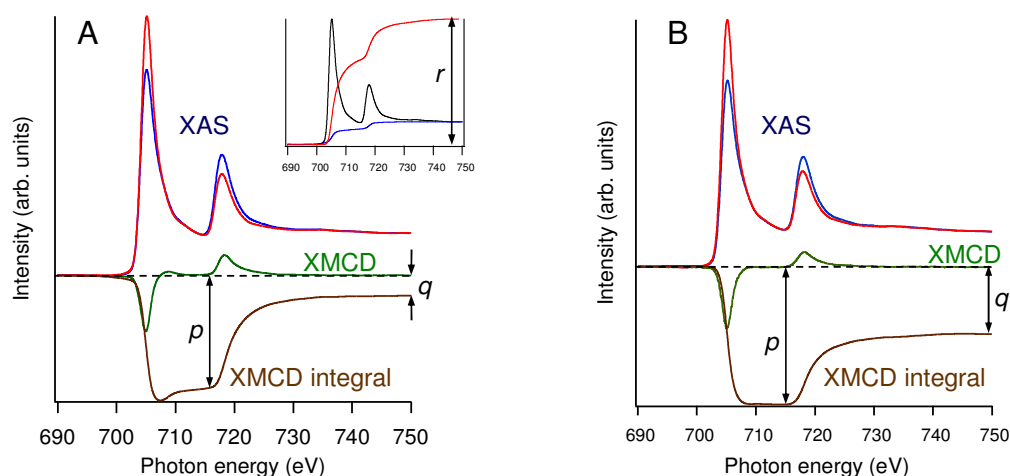 A
XAS
r
690 700 710 720 730 740 750
XMCD
q
p
XMCD integral
Intensity (arb. units)
690 700 710 720 730 740 750
Photon energy (eV)
B
XAS
XMCD
q
p
XMCD integral
Intensity (arb. units)
690 700 710 720 730 740 750
Photon energy (eV)